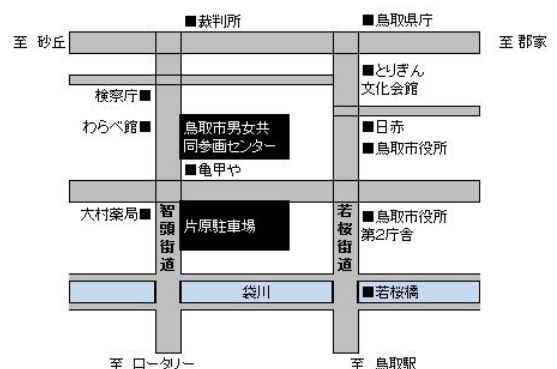 ■裁判所
■鳥取県庁
至 砂丘
至 郡家
■とりぎん
文化会館
検察庁■
わらべ館■
鳥取市男女共
同参画センター
■日赤
■鳥取市役所
■亀甲や
大村薬局■
智頭街道
片原駐車場
若桜街道
■鳥取市役所
第2庁舎
袋川
■若桜橋
至 ロータリー
至 鳥取駅